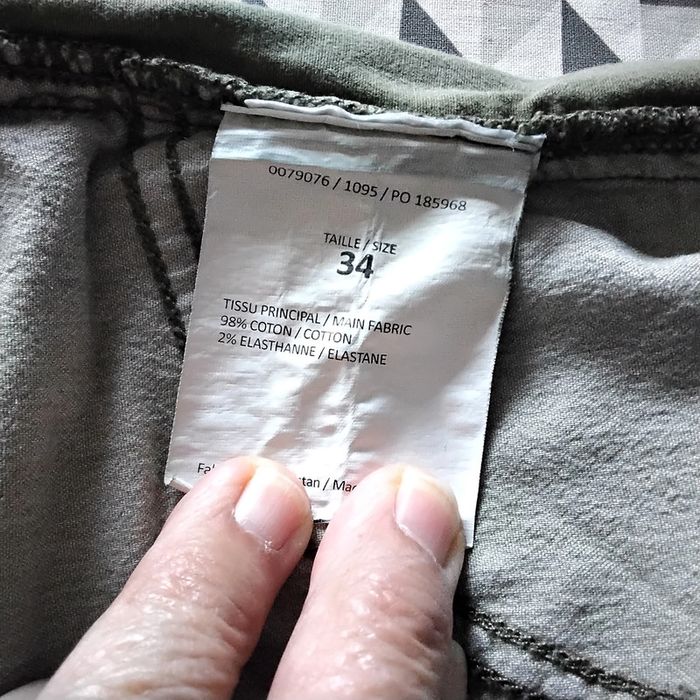 0079076 / 1095 / PO 185968
TAILLE / SIZE
34
TISSU PRINCIPAL / MAIN FABRIC
98% COTON / COTTON
2% ELASTHANNE / ELASTANE
/